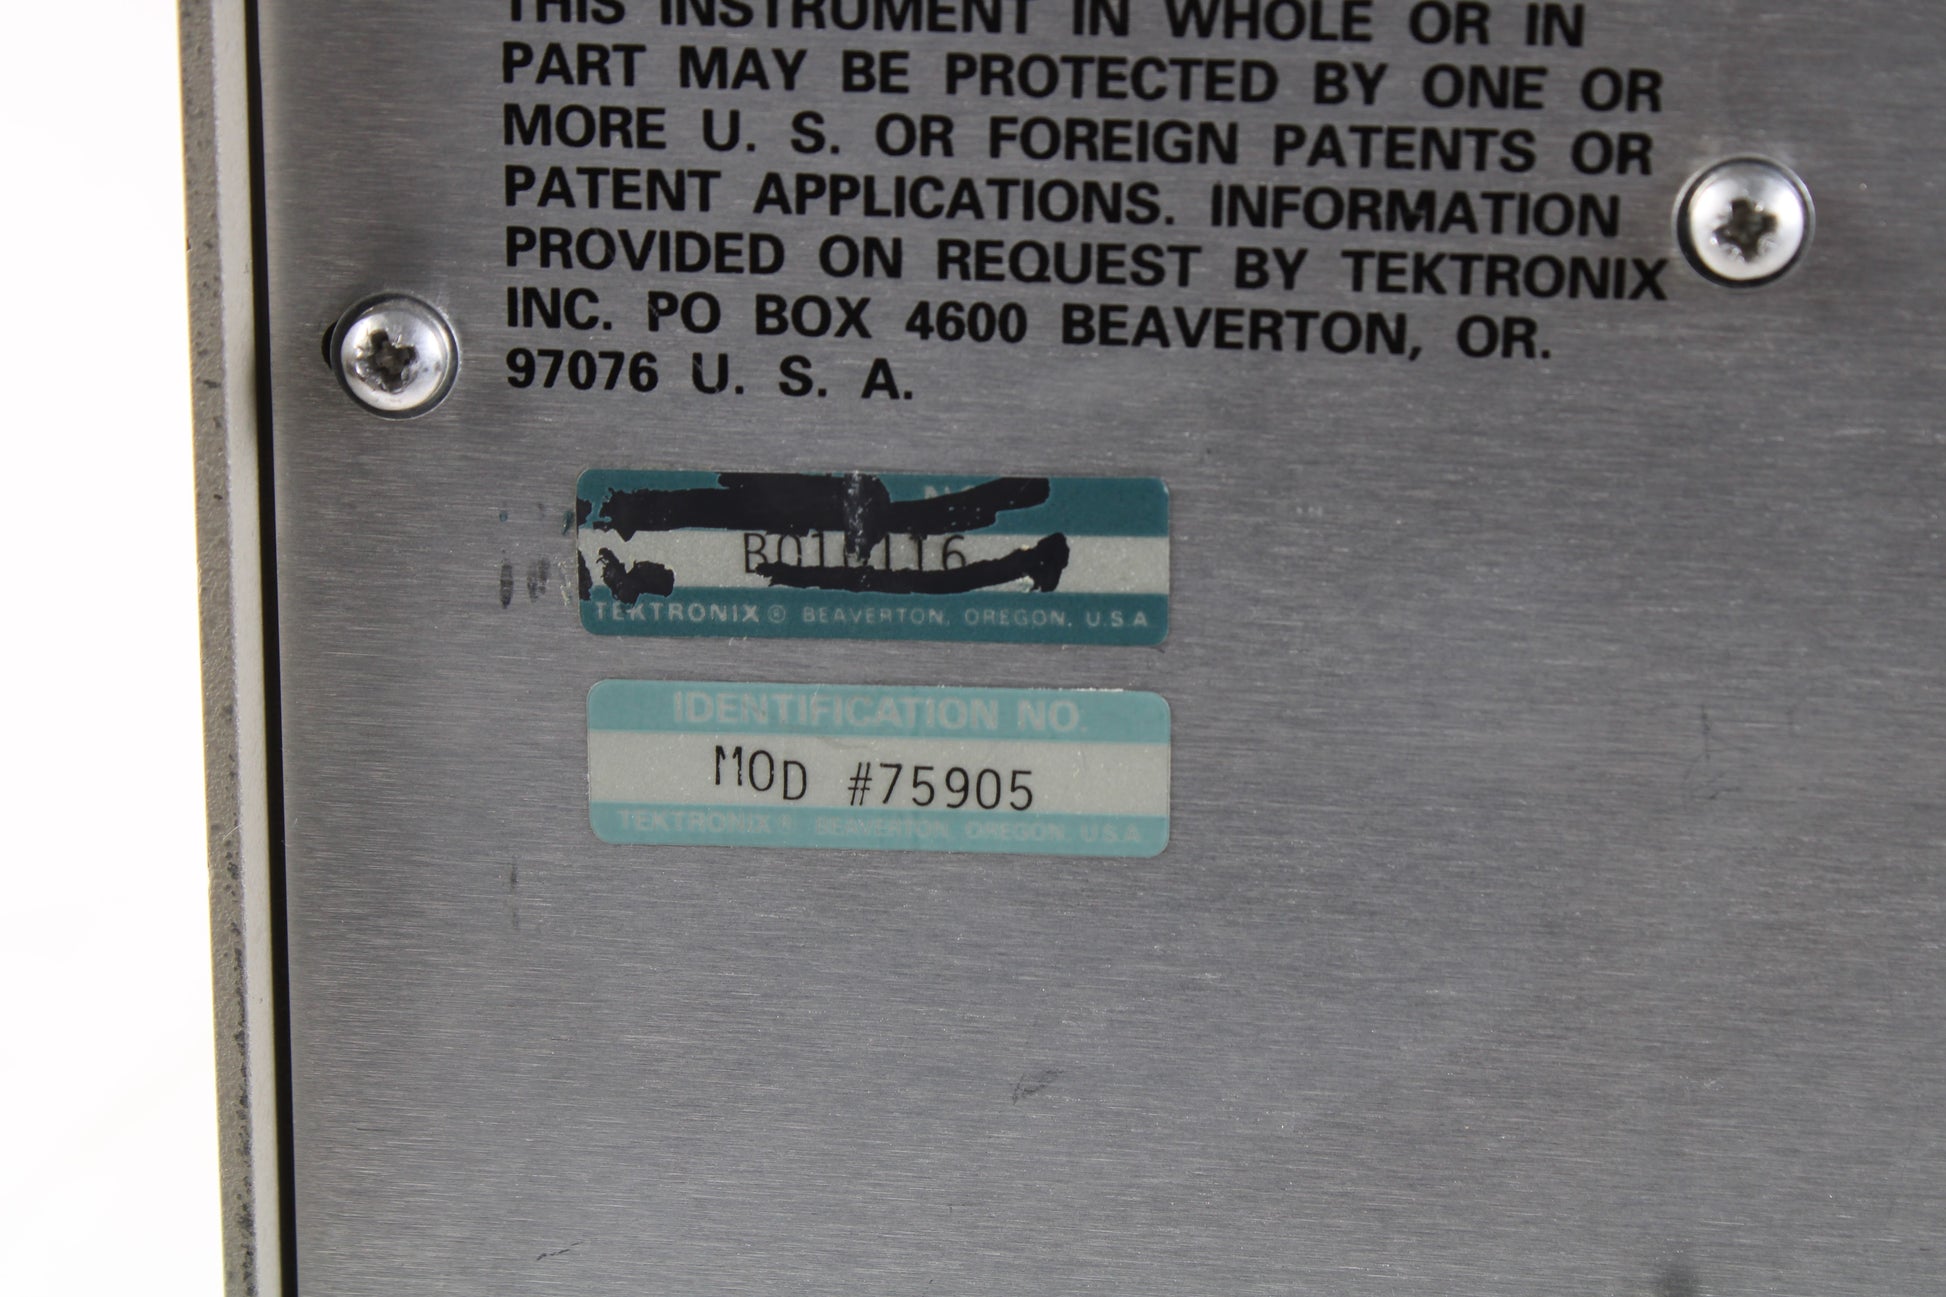 THIS INSTRUMENT IN WHOLE OR IN
PART MAY BE PROTECTED BY ONE OR
MORE U. S. OR FOREIGN PATENTS OR
PATENT APPLICATIONS. INFORMATION
PROVIDED ON REQUEST BY TEKTRONIX
INC. PO BOX 4600 BEAVERTON, OR.
97076 U. S. A.
TEKTRONIX® BEAVERTON, OREGON, U.S.A
IDENTIFICATION NO.
MOD #75905
TEKTRONIX® BEAVERTON, OREGON, U.S.A